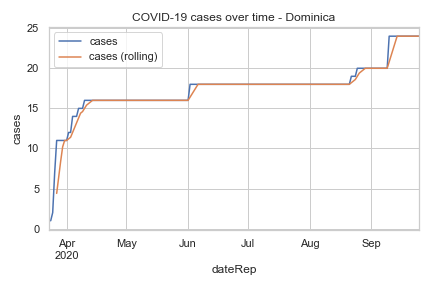 COVID-19 cases over time - Dominica
cases
cases (rolling)
25
20
15
10
5
0
cases
Apr
2020
May
Jun
Jul
Aug
Sep
dateRep